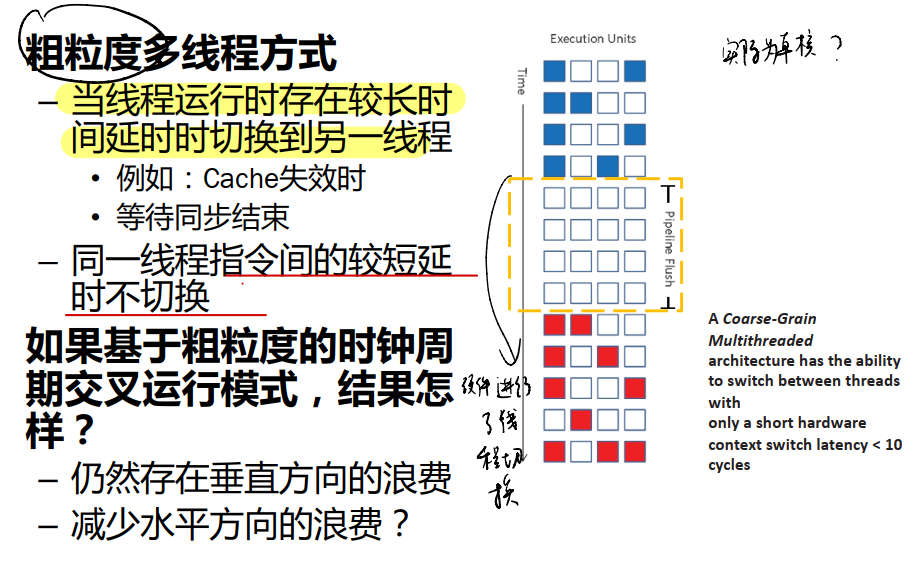 粗粒度多线程方式
– 当线程运行时存在较长时
间延时时切换到另一线程
• 例如：Cache失效时
• 等待同步结束
– 同一线程指令间的较短延
时不切换
如果基于粗粒度的时钟周
期交叉运行模式，结果怎
样？
– 仍然存在垂直方向的浪费
– 减少水平方向的浪费？
Execution Units
Time
Pipeline Flush
硬件进行
了线
程切
换
实际为单核？
A Coarse-Grain
Multithreaded
architecture has the ability
to switch between threads
with
only a short hardware
context switch latency < 10
cycles